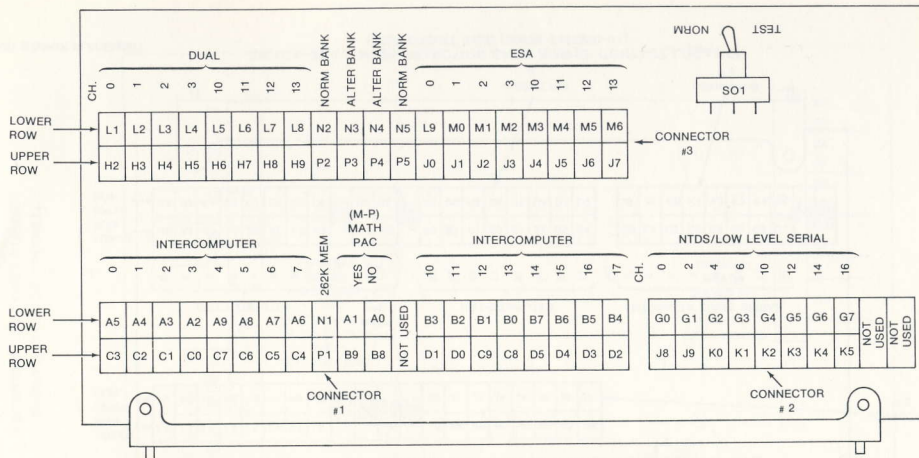 NORM TEST
SO1
DUAL ESA
CH. 0 1 2 3 10 11 12 13 NORM BANK ALTER BANK ALTER BANK NORM BANK 0 1 2 3 10 11 12 13
LOWER ROW L1 L2 L3 L4 L5 L6 L7 L8 N2 N3 N4 N5 L9 M0 M1 M2 M3 M4 M5 M6
UPPER ROW H2 H3 H4 H5 H6 H7 H8 H9 P2 P3 P4 P5 J0 J1 J2 J3 J4 J5 J6 J7
CONNECTOR #3
INTERCOMPUTER (M-P) MATH PAC INTERCOMPUTER NTDS/LOW LEVEL SERIAL
0 1 2 3 4 5 6 7 262K MEM YES NO 10 11 12 13 14 15 16 17 CH. 0 2 4 6 10 12 14 16
LOWER ROW A5 A4 A3 A2 A9 A8 A7 A6 N1 A1 A0 NOT USED B3 B2 B1 B0 B7 B6 B5 B4 G0 G1 G2 G3 G4 G5 G6 G7 NOT USED NOT USED
UPPER ROW C3 C2 C1 C0 C7 C6 C5 C4 P1 B9 B8 D1 D0 C9 C8 D5 D4 D3 D2 J8 J9 K0 K1 K2 K3 K4 K5
CONNECTOR #1
CONNECTOR # 2